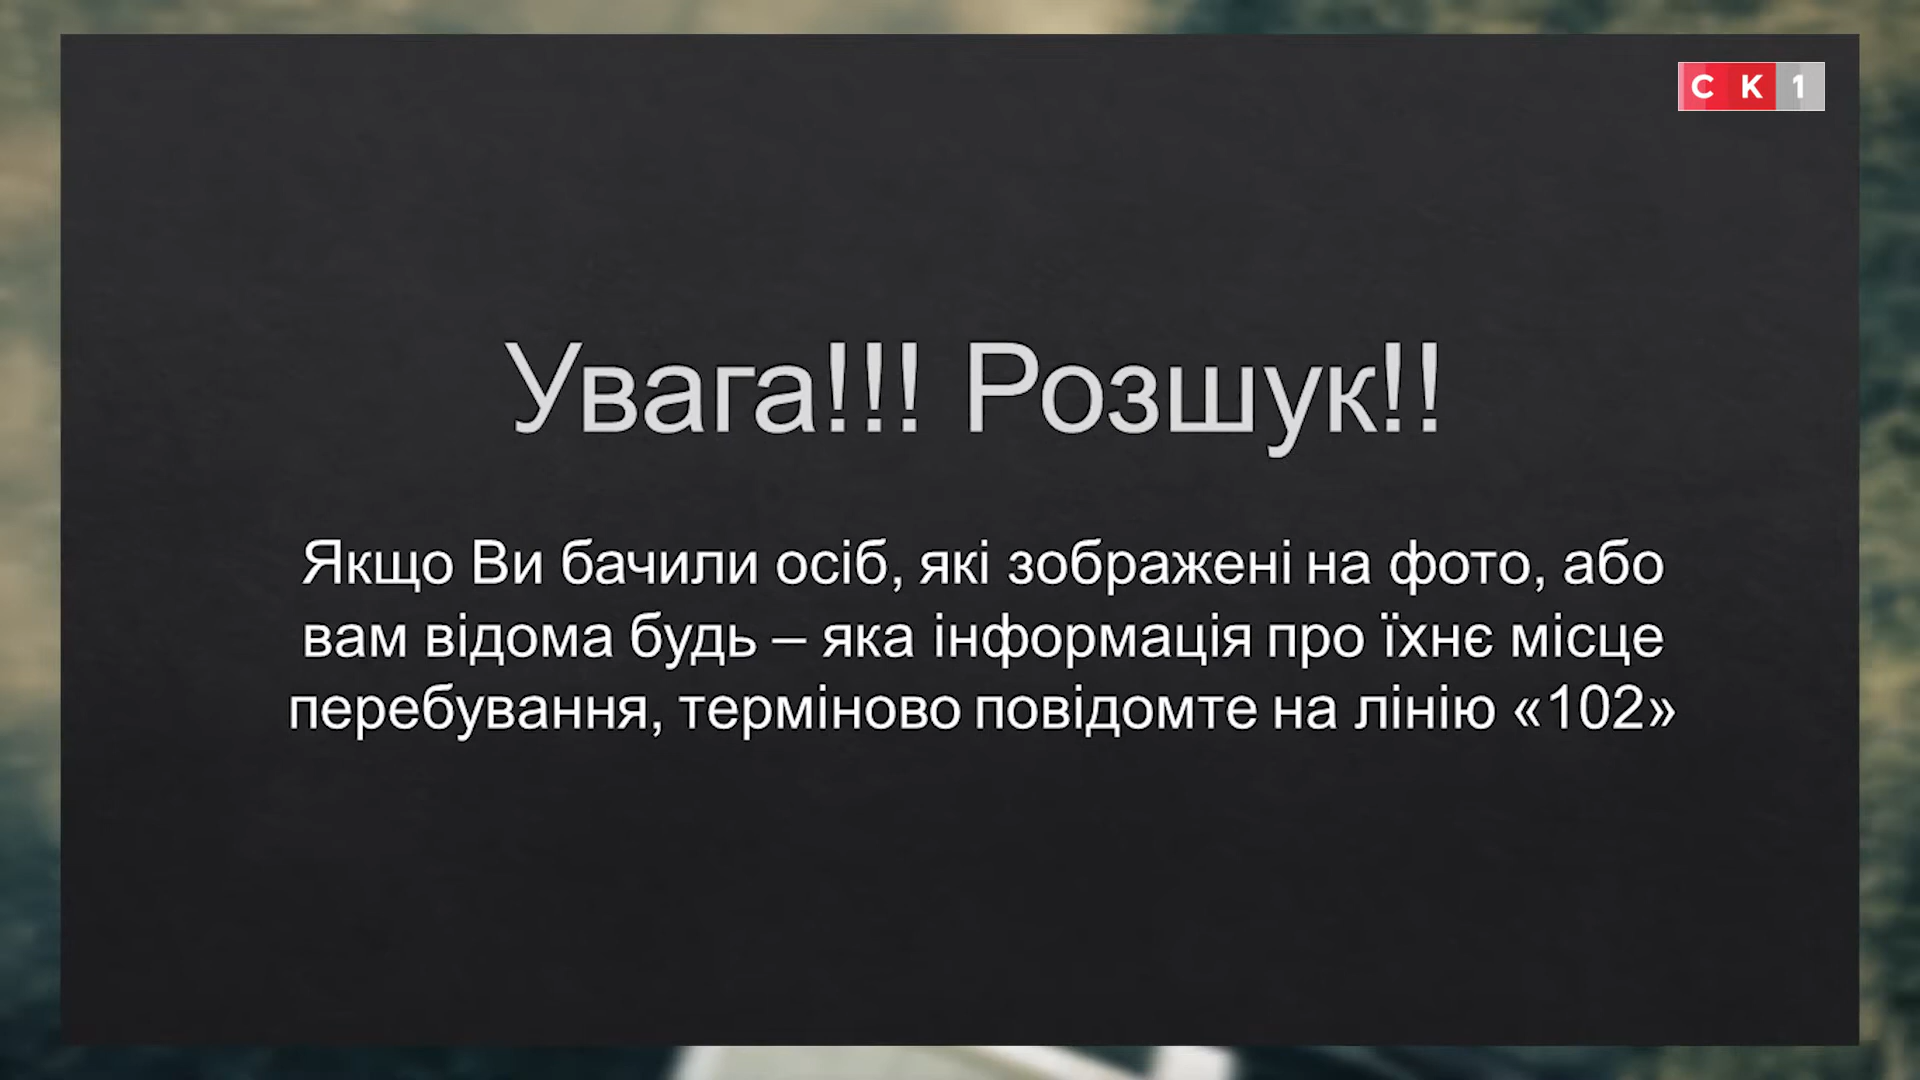 СК1
Увага!!! Розшук!!
Якщо Ви бачили осіб, які зображені на фото, або
вам відома будь – яка інформація про їхнє місце
перебування, терміново повідомте на лінію «102»